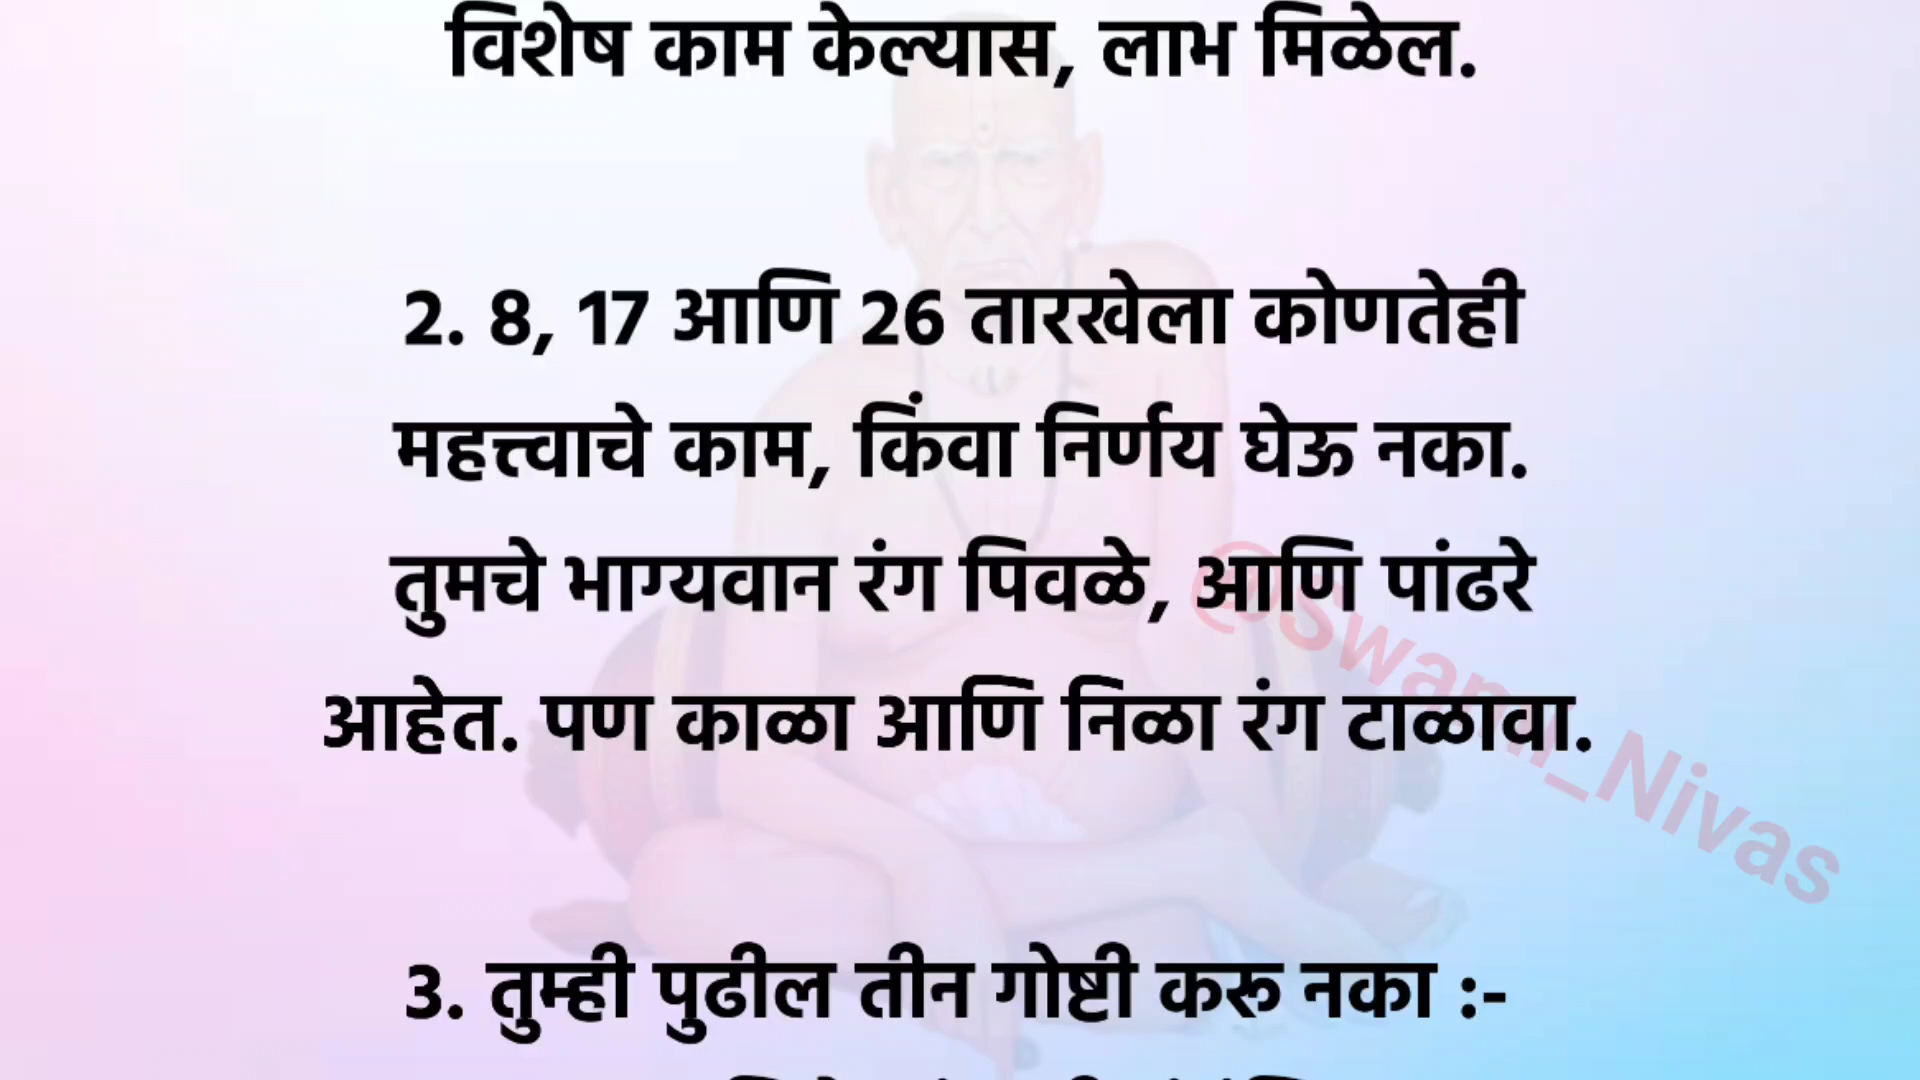 विशेष काम केल्यास, लाभ मिळेल.
2. 8, 17 आणि 26 तारखेला कोणतेही
महत्त्वाचे काम, किंवा निर्णय घेऊ नका.
तुमचे भाग्यवान रंग पिवळे, आणि पांढरे
आहेत. पण काळा आणि निळा रंग टाळावा.
@Swami_Nivas
3. तुम्ही पुढील तीन गोष्टी करू नका :-